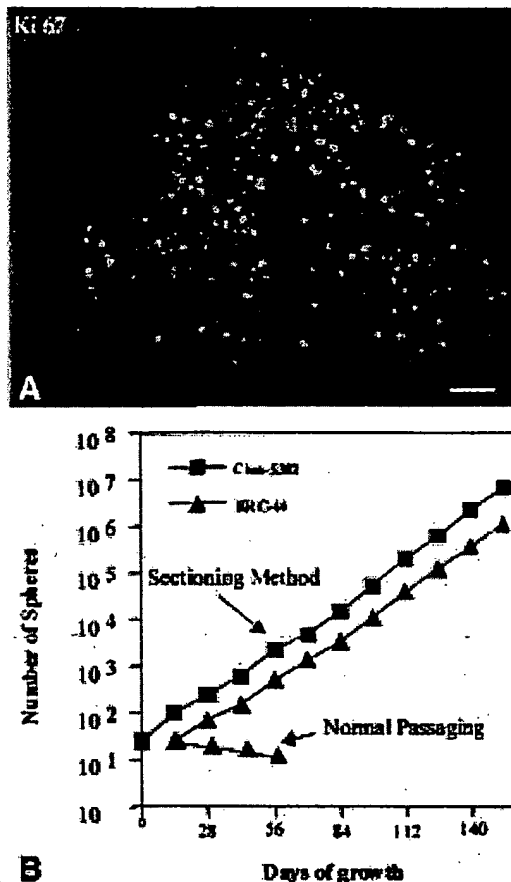 Ki 67
A
10 8
10 7
10 6
10 5
10 4
10 3
10 2
10 1
10
Number of Spheres
Sectioning Method
Normal Passaging
0 28 56 84 112 140
B
Days of growth